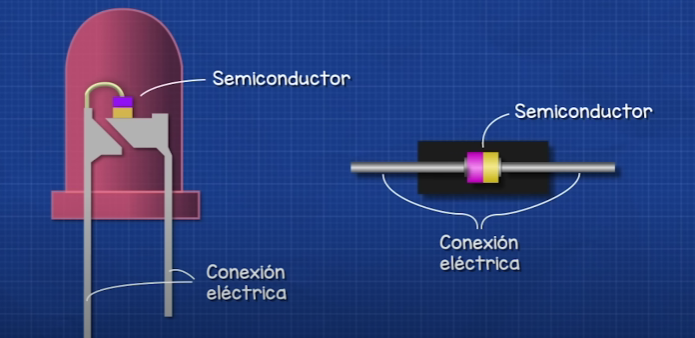 Semiconductor
Conexión
eléctrica
Semiconductor
Conexión
eléctrica